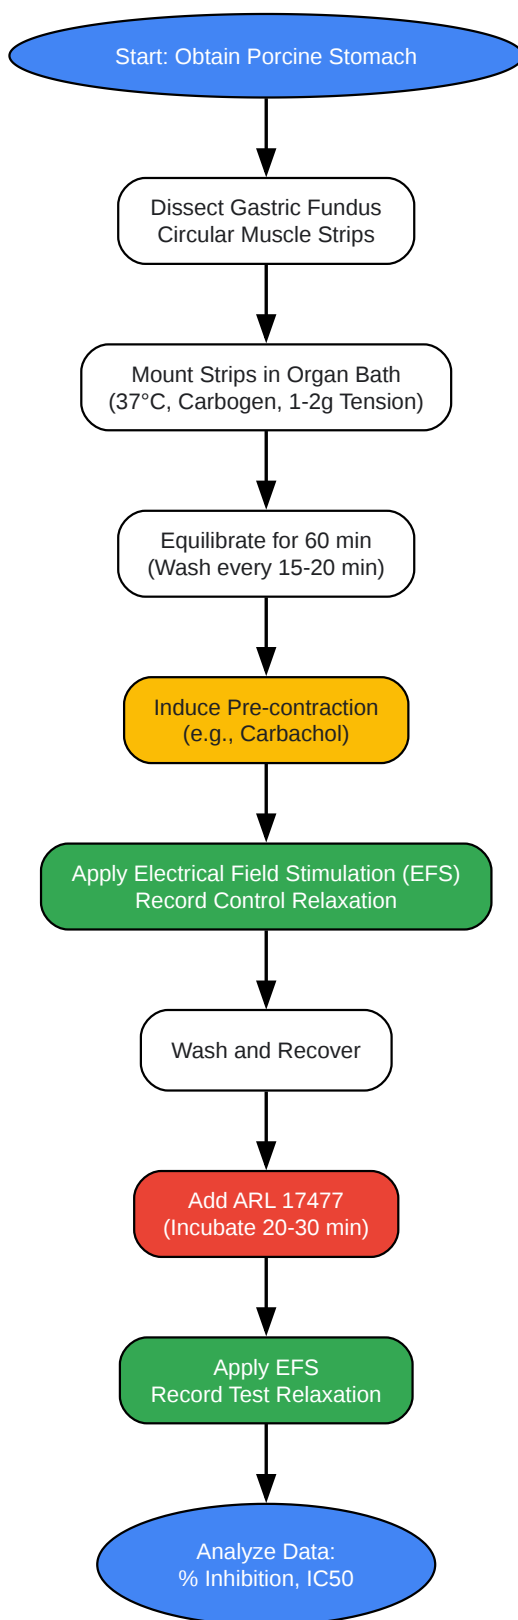 Start: Obtain Porcine Stomach
Dissect Gastric Fundus
Circular Muscle Strips
Mount Strips in Organ Bath
(37°C, Carbogen, 1-2g Tension)
Equilibrate for 60 min
(Wash every 15-20 min)
Induce Pre-contraction
(e.g., Carbachol)
Apply Electrical Field Stimulation (EFS)
Record Control Relaxation
Wash and Recover
Add ARL 17477
(Incubate 20-30 min)
Apply EFS
Record Test Relaxation
Analyze Data:
% Inhibition, IC50